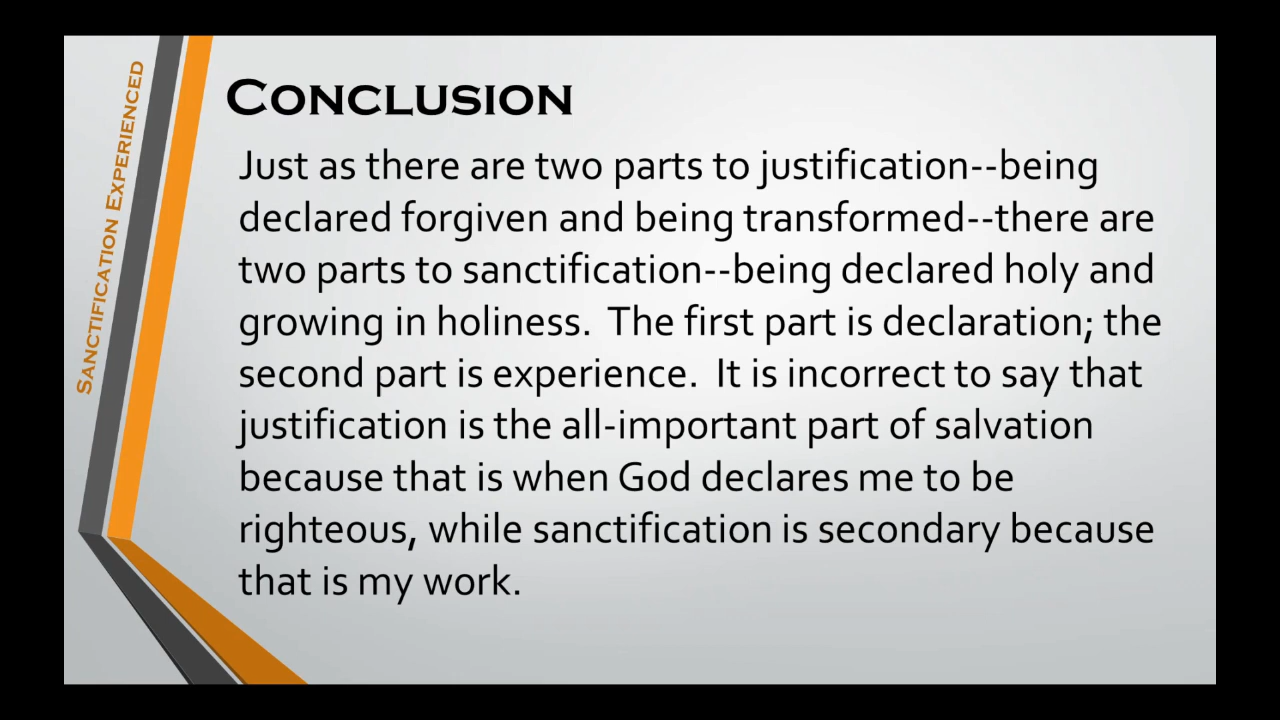 Sanctification Experienced
Conclusion
Just as there are two parts to justification--being
declared forgiven and being transformed--there are
two parts to sanctification--being declared holy and
growing in holiness.  The first part is declaration; the
second part is experience.  It is incorrect to say that
justification is the all-important part of salvation
because that is when God declares me to be
righteous, while sanctification is secondary because
that is my work.